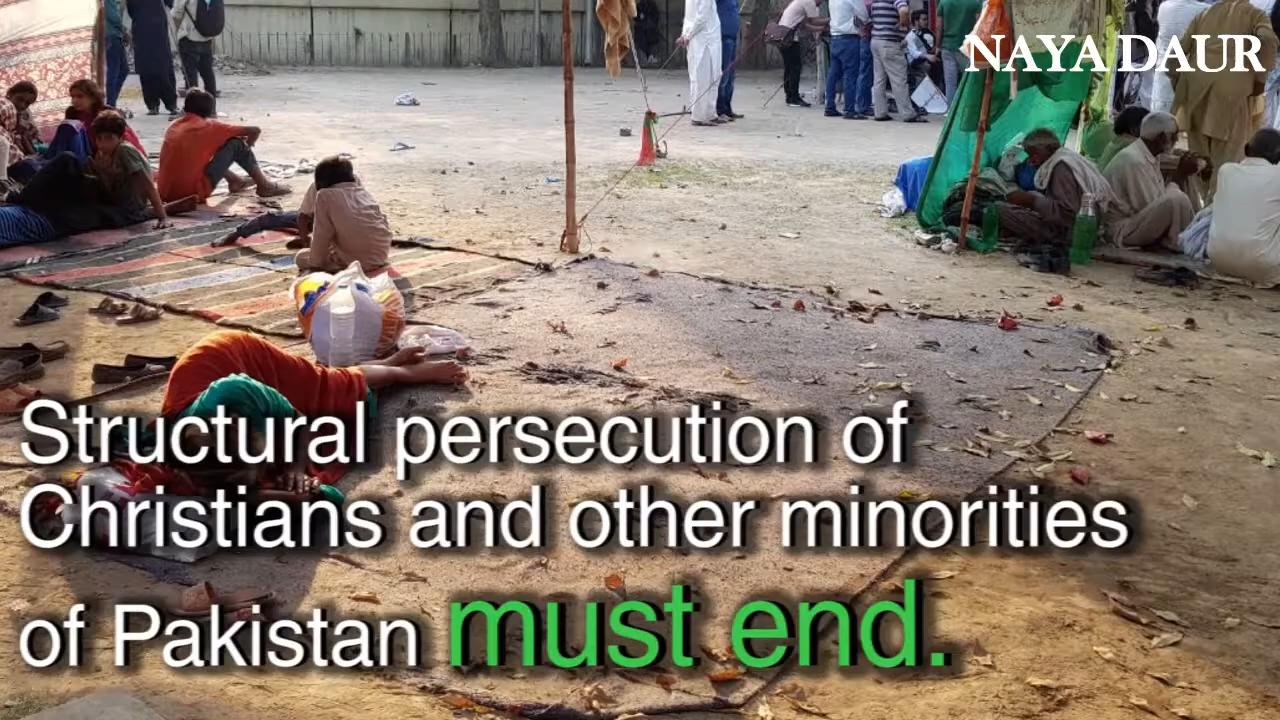 NAYA DAUR
Structural persecution of
Christians and other minorities
of Pakistan must end.